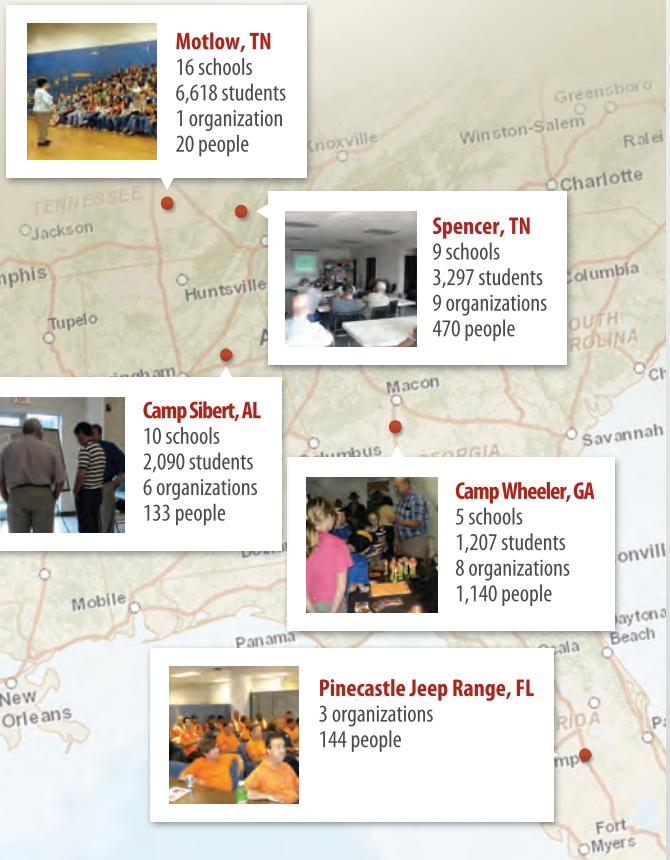 Motlow, TN
16 schools
6,618 students
1 organization
20 people
Greensboro
Winston-Salem
Knoxville
Charlotte
TENNESSEE
Jackson
Spencer, TN
9 schools
3,297 students
9 organizations
470 people
Huntsville
Tupelo
Macon
Savannah
Camp Sibert, AL
10 schools
2,090 students
6 organizations
133 people
GEORGIA
Camp Wheeler, GA
5 schools
1,207 students
8 organizations
1,140 people
Mobile
Panama
Daytona
Beach
New
Orleans
Pinecastle Jeep Range, FL
3 organizations
144 people
Fort
Myers